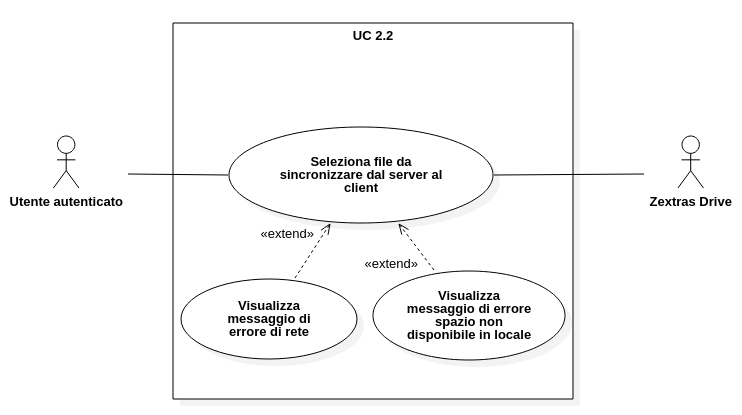 UC 2.2
Seleziona file da
sincronizzare dal server al
client
Utente autenticato
Zextras Drive
«extend»
«extend»
Visualizza
messaggio di
errore di rete
Visualizza
messaggio di errore
spazio non
disponibile in locale